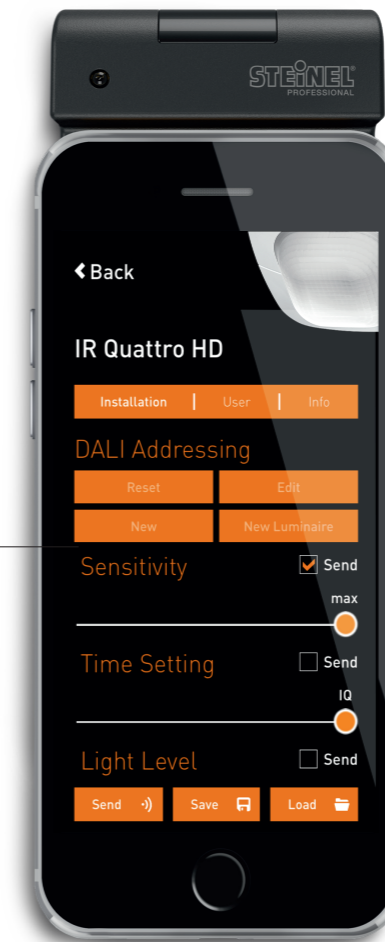 STEINEL
PROFESSIONAL
Back
IR Quattro HD
Installation | User | Info
DALI Addressing
Reset Edit
New New Luminaire
Sensitivity Send
max
Time Setting Send
IQ
Light Level Send
Send Save Load